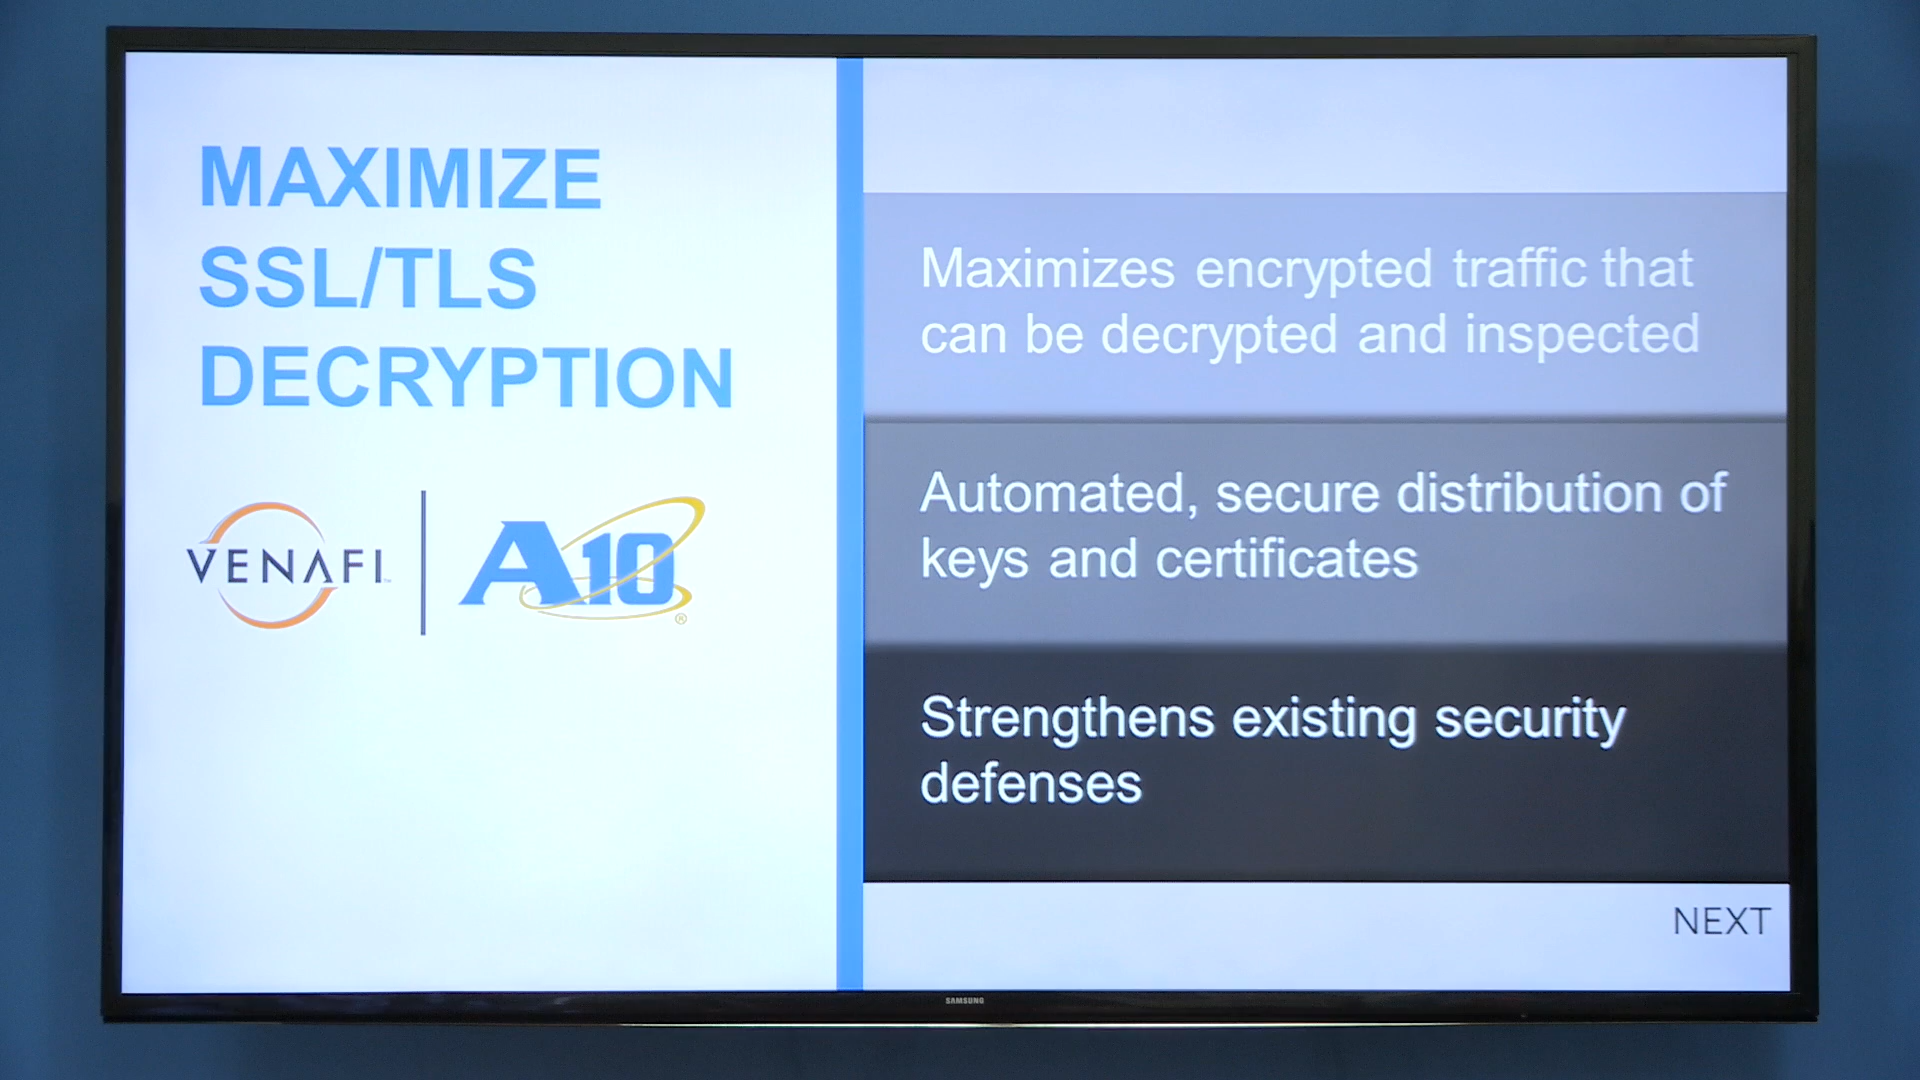 MAXIMIZE
SSL/TLS
DECRYPTION
VENAFI™
A10®
Maximizes encrypted traffic that
can be decrypted and inspected
Automated, secure distribution of
keys and certificates
Strengthens existing security
defenses
NEXT
SAMSUNG